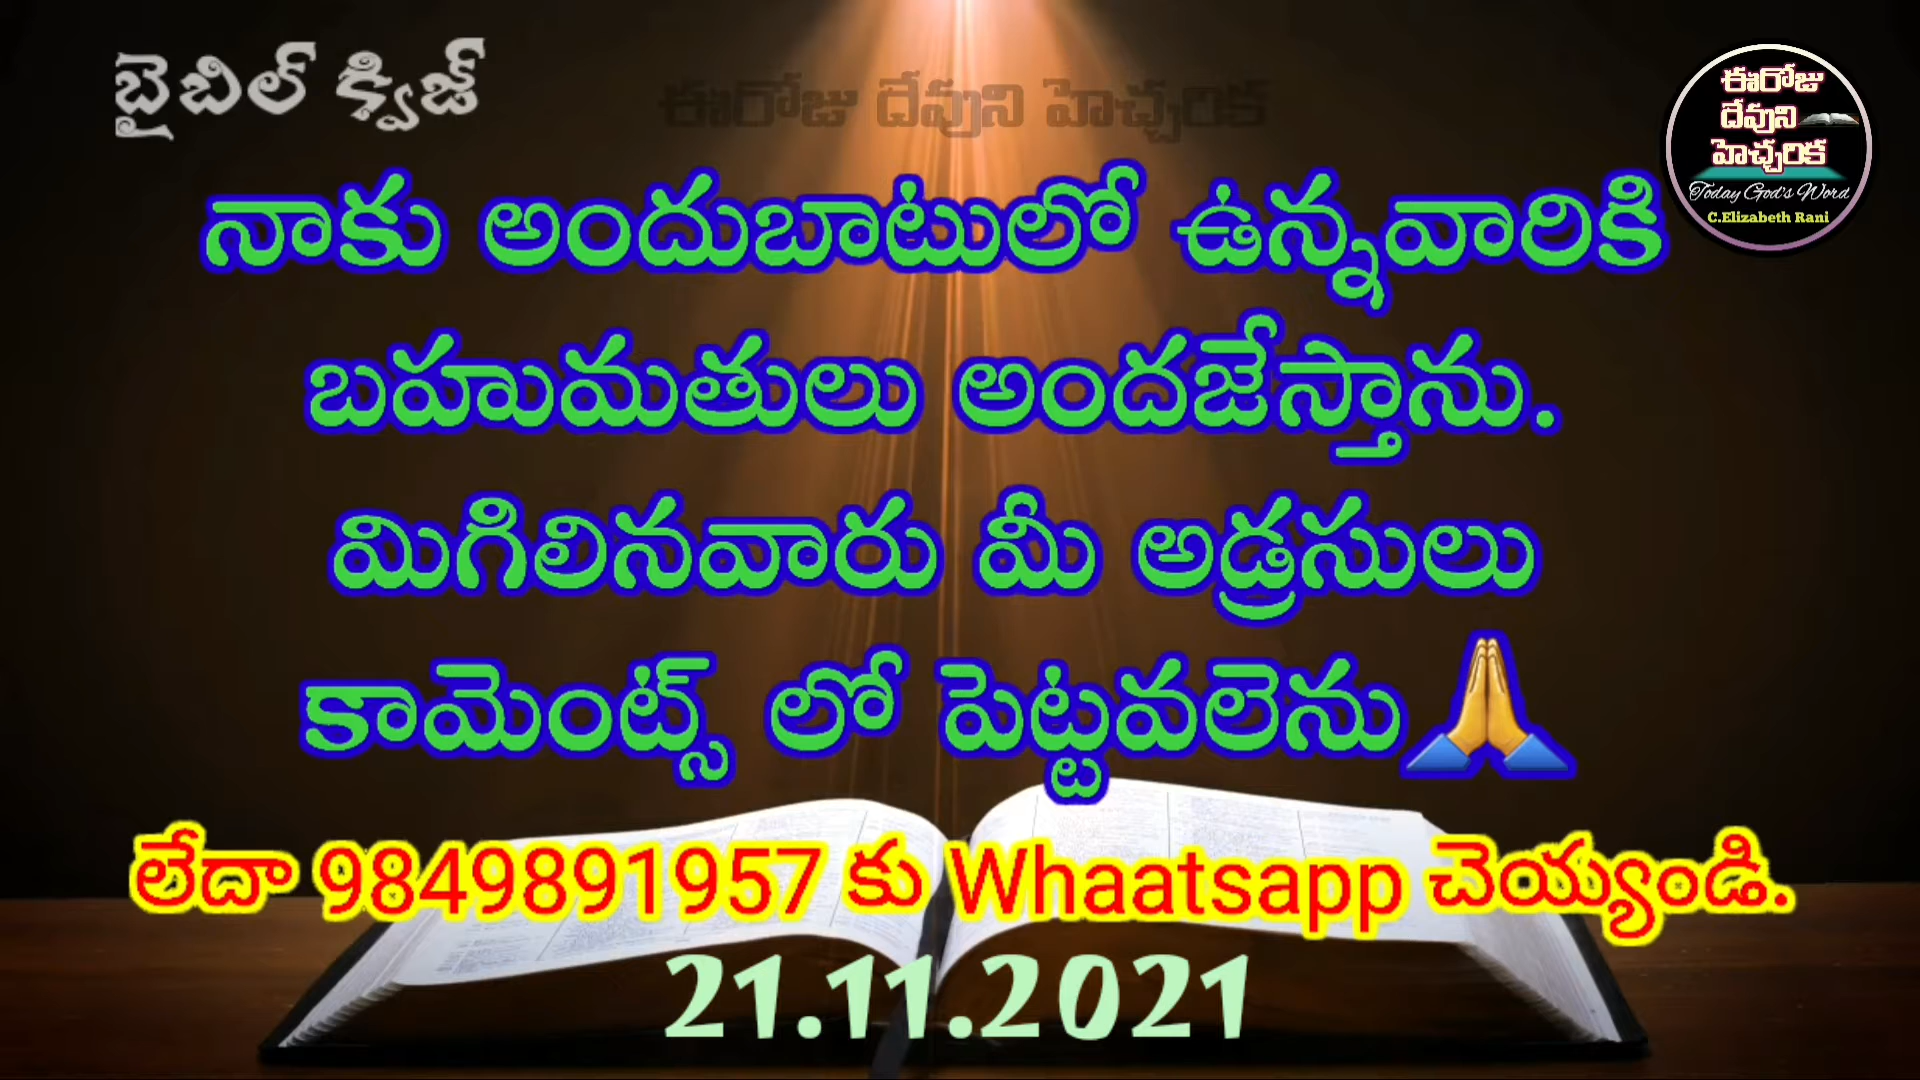 బైబిల్ క్విజ్
ఈరోజు దేవుని హెచ్చరిక
ఈరోజు
దేవుని
హెచ్చరిక
Today God's Word
C.Elizabeth Rani
నాకు అందుబాటులో ఉన్నవారికి
బహుమతులు అందజేస్తాను.
మిగిలినవారు మీ అడ్రసులు
కామెంట్స్ లో పెట్టవలెను🙏
లేదా 9849891957 కు Whaatsapp చెయ్యండి.
21.11.2021